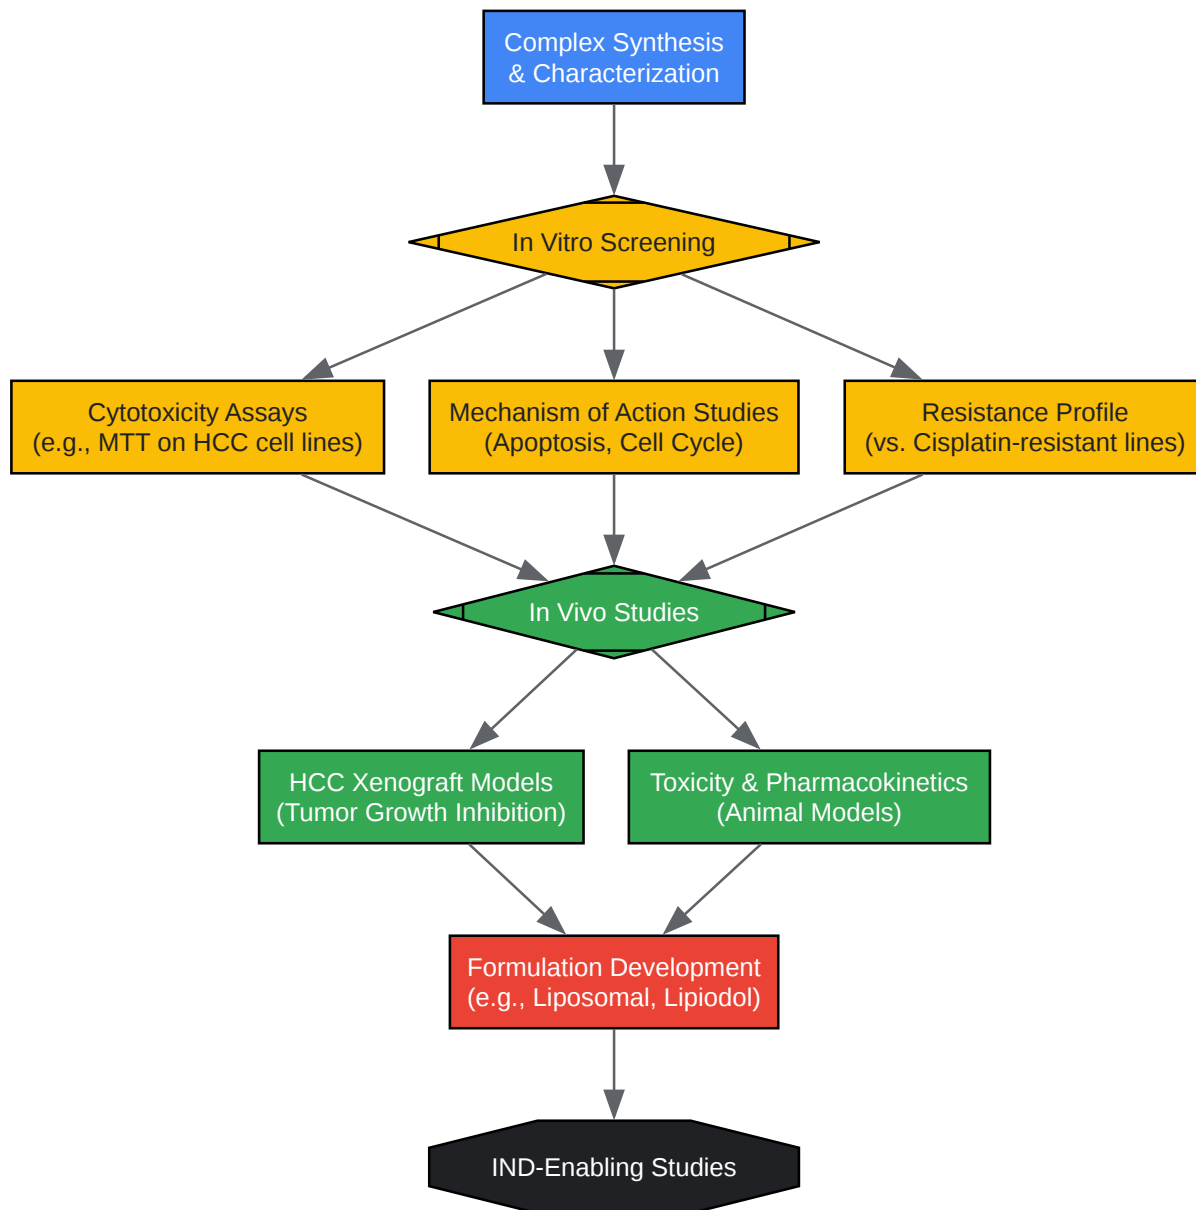 Complex Synthesis
& Characterization
In Vitro Screening
Cytotoxicity Assays
(e.g., MTT on HCC cell lines)
Mechanism of Action Studies
(Apoptosis, Cell Cycle)
Resistance Profile
(vs. Cisplatin-resistant lines)
In Vivo Studies
HCC Xenograft Models
(Tumor Growth Inhibition)
Toxicity & Pharmacokinetics
(Animal Models)
Formulation Development
(e.g., Liposomal, Lipiodol)
IND-Enabling Studies